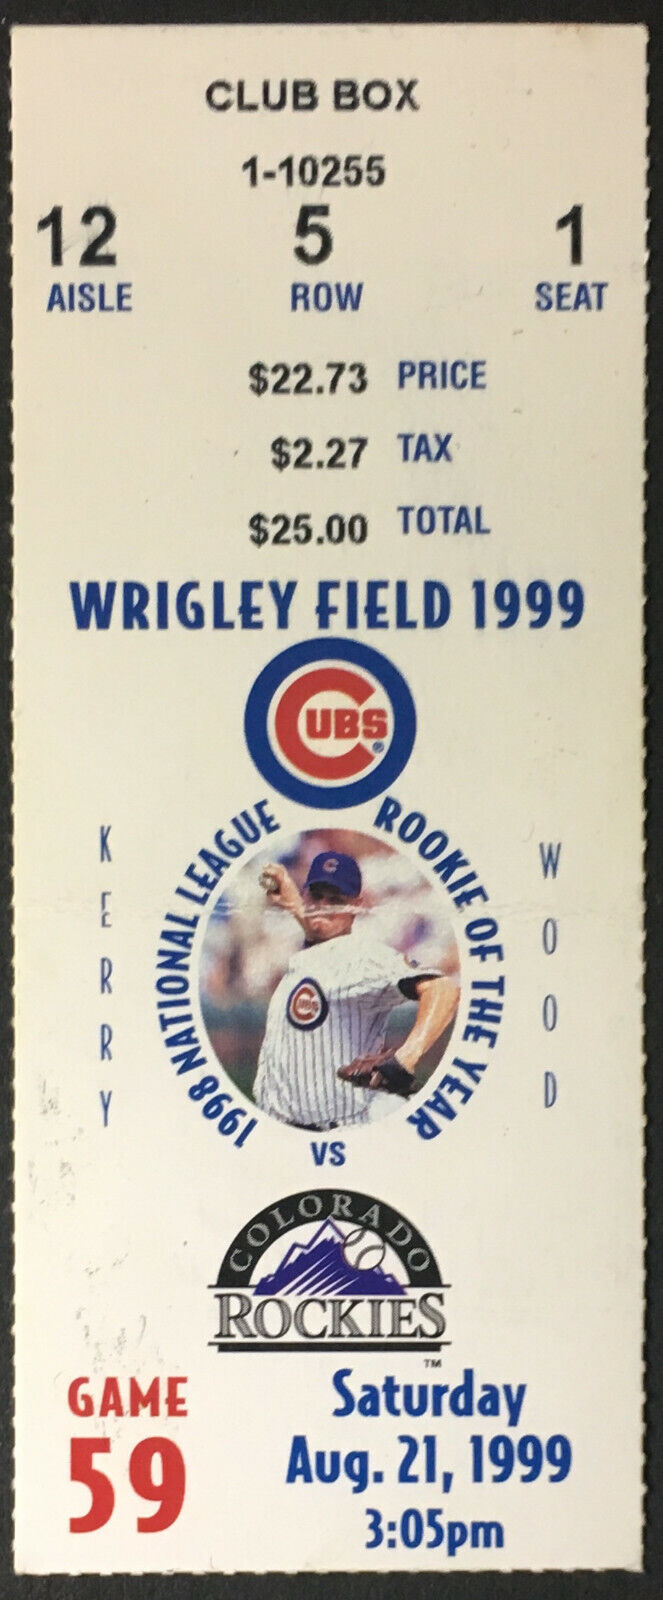 CLUB BOX
1-10255
12 5 1
AISLE ROW SEAT
$22.73 PRICE
$2.27 TAX
$25.00 TOTAL
WRIGLEY FIELD 1999
CUBS®
1998 NATIONAL LEAGUE ROOKIE OF THE YEAR
KERRY
WOOD
C
CUBS
VS
COLORADO
ROCKIES
™
GAME
59
Saturday
Aug. 21, 1999
3:05pm